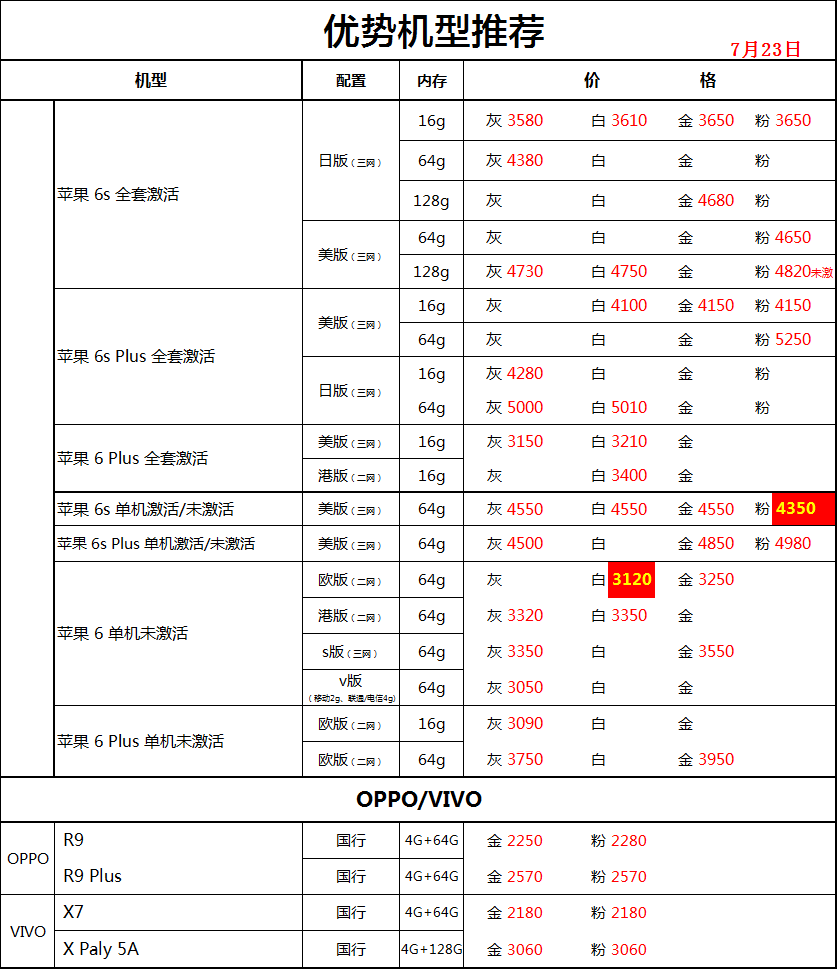 优势机型推荐
7月23日
机型 配置 内存 价 格
苹果 6s 全套激活 日版（三网） 16g 灰 3580 白 3610 金 3650 粉 3650
64g 灰 4380 白 金 粉
128g 灰 白 金 4680 粉
美版（三网） 64g 灰 白 金 粉 4650
128g 灰 4730 白 4750 金 粉 4820未激
苹果 6s Plus 全套激活 美版（三网） 16g 灰 白 4100 金 4150 粉 4150
64g 灰 白 金 粉 5250
日版（三网） 16g 灰 4280 白 金 粉
64g 灰 5000 白 5010 金 粉
苹果 6 Plus 全套激活 美版（三网） 16g 灰 3150 白 3210 金
港版（二网） 16g 灰 白 3400 金
苹果 6s 单机激活/未激活 美版（三网） 64g 灰 4550 白 4550 金 4550 粉 4350
苹果 6s Plus 单机激活/未激活 美版（三网） 64g 灰 4500 白 金 4850 粉 4980
苹果 6 单机未激活 欧版（二网） 64g 灰 白 3120 金 3250
港版（二网） 64g 灰 3320 白 3350 金
s版（三网） 64g 灰 3350 白 金 3550
v版
（移动2g、联通/电信4g） 64g 灰 3050 白 金
苹果 6 Plus 单机未激活 欧版（二网） 16g 灰 3090 白 金
欧版（二网） 64g 灰 3750 白 金 3950
OPPO/VIVO
OPPO R9 国行 4G+64G 金 2250 粉 2280
R9 Plus 国行 4G+64G 金 2570 粉 2570
VIVO X7 国行 4G+64G 金 2180 粉 2180
X Paly 5A 国行 4G+128G 金 3060 粉 3060